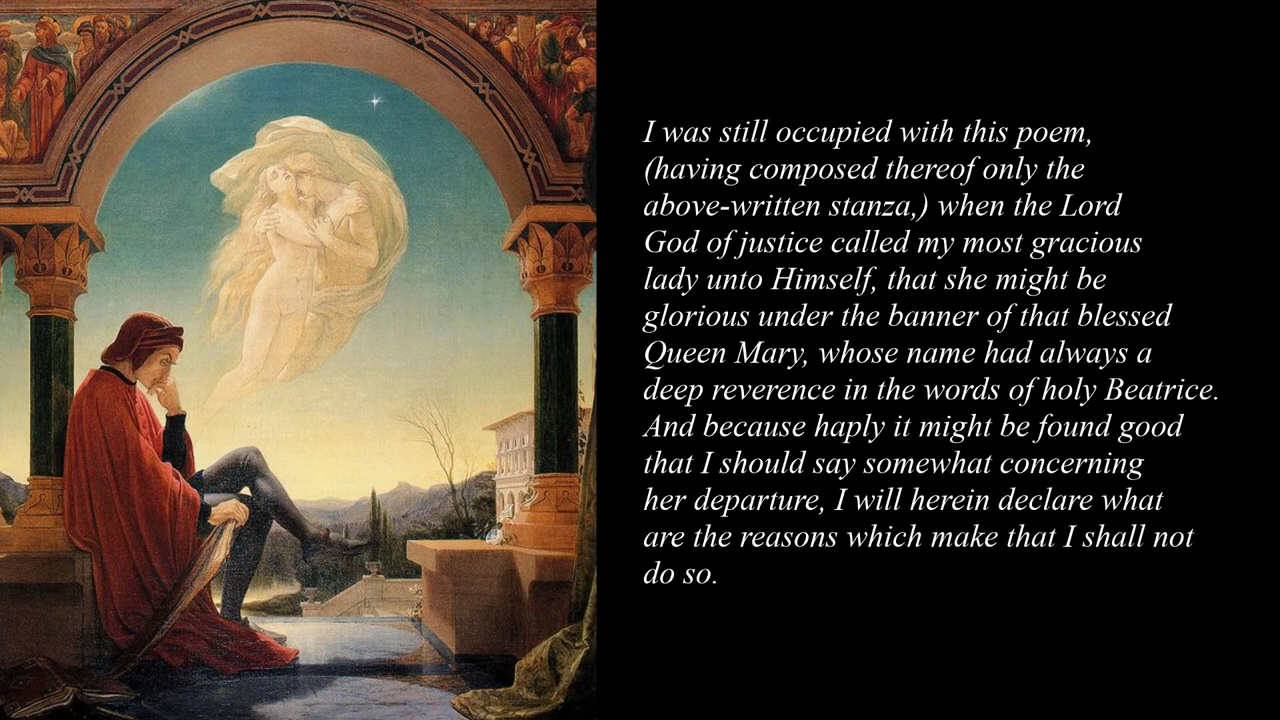 I was still occupied with this poem,
(having composed thereof only the
above-written stanza,) when the Lord
God of justice called my most gracious
lady unto Himself, that she might be
glorious under the banner of that blessed
Queen Mary, whose name had always a
deep reverence in the words of holy Beatrice.
And because haply it might be found good
that I should say somewhat concerning
her departure, I will herein declare what
are the reasons which make that I shall not
do so.